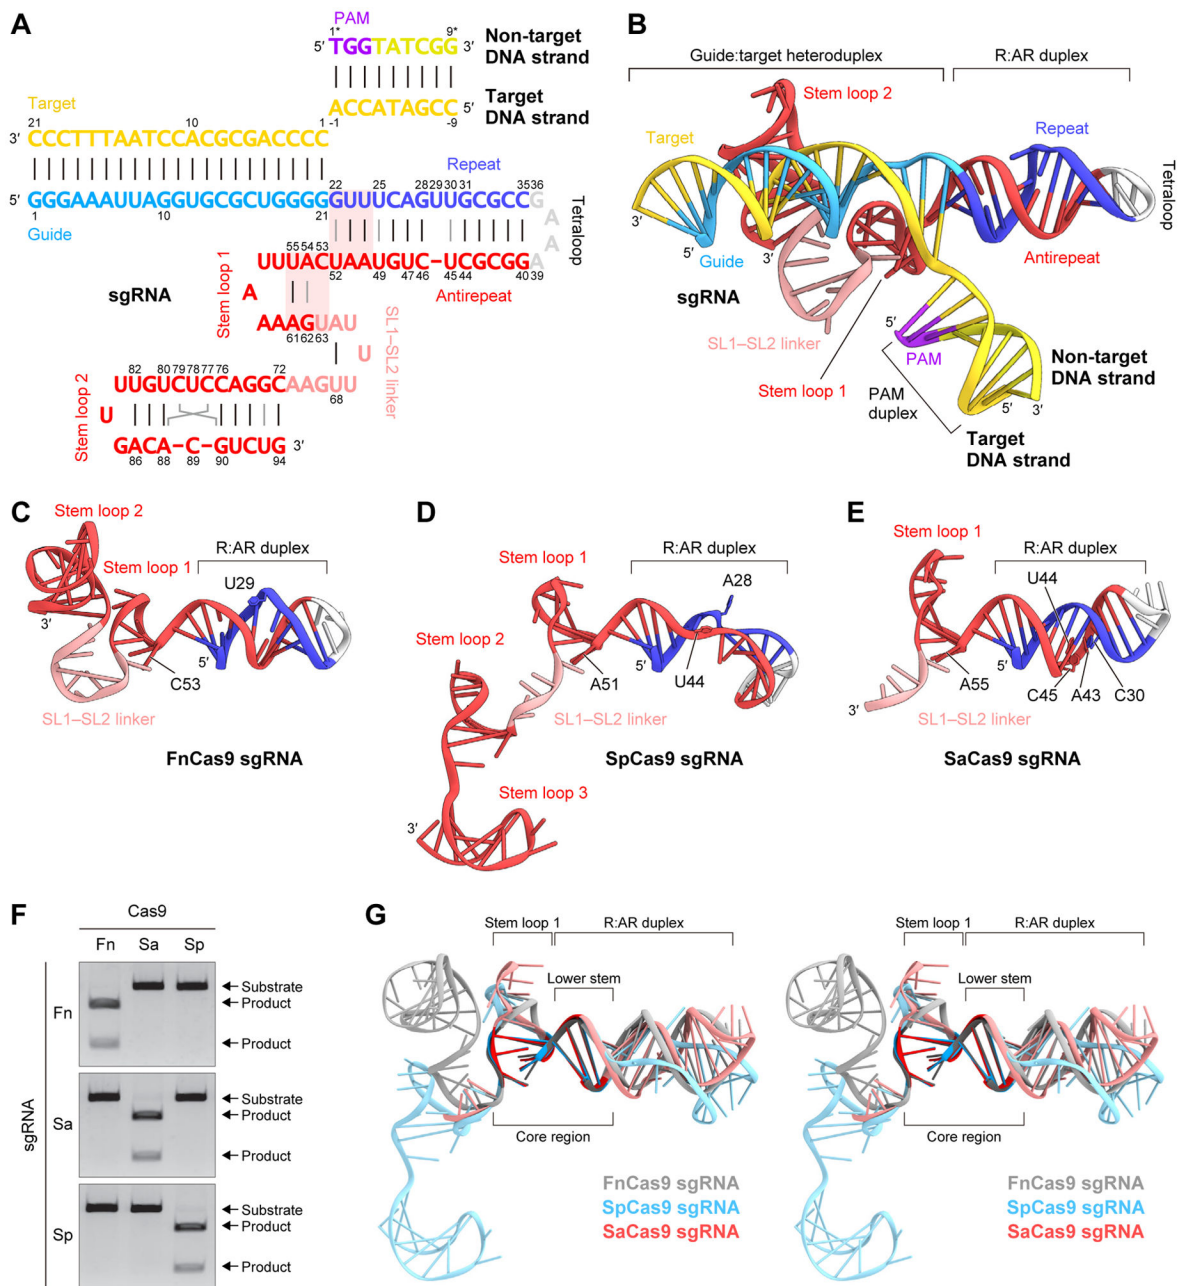 A
PAM
1* 9*
5′ TGGTATCGG 3′
Non-target
DNA strand
Target
ACCATAGCC 5′
Target
DNA strand
21 10 1 -1 -9
3′ CCCTTTTAATCCACGCGACCCC
Repeat
22 25 28 29 30 31 35 36
5′ GGGAAAUUAGGUGCGCUGGGGGUUUCAGUUGCGCCG
1 10 21
Guide
A
A
Tetraloop
55 54 53
UUUUACUAAUGUC-UCGCGGA
52 49 47 46 45 44 40 39
Stem loop 1
Antirepeat
sgRNA
A
AAAAGUAU
61 62 63
U
SL1–SL2 linker
82 80 79 78 77 76 72
UUGUCUCCAGGCAAGUU
68
Stem loop 2
U
GACA-C-GUCUG 3′
86 88 89 90 94
B
Guide:target heteroduplex
R:AR duplex
Stem loop 2
Target
Repeat
Tetraloop
5′
3′
Guide
sgRNA
Antirepeat
SL1–SL2 linker
5′
PAM
Stem loop 1
PAM
duplex
Non-target
DNA strand
5′
3′
Target
DNA strand
C
Stem loop 2
R:AR duplex
Stem loop 1
U29
3′
5′
C53
SL1–SL2 linker
FnCas9 sgRNA
D
R:AR duplex
Stem loop 1
A28
Stem loop 2
5′
A51
U44
SL1–SL2 linker
SpCas9 sgRNA
Stem loop 3
3′
E
Stem loop 1
R:AR duplex
U44
5′
A55
C45
A43
C30
3′
SL1–SL2 linker
SaCas9 sgRNA
F
Cas9
Fn Sa Sp
sgRNA
Fn
Substrate
Product
Product
Sa
Substrate
Product
Product
Sp
Substrate
Product
Product
G
Stem loop 1
R:AR duplex
Lower stem
Core region
FnCas9 sgRNA
SpCas9 sgRNA
SaCas9 sgRNA
Stem loop 1
R:AR duplex
Lower stem
Core region
FnCas9 sgRNA
SpCas9 sgRNA
SaCas9 sgRNA